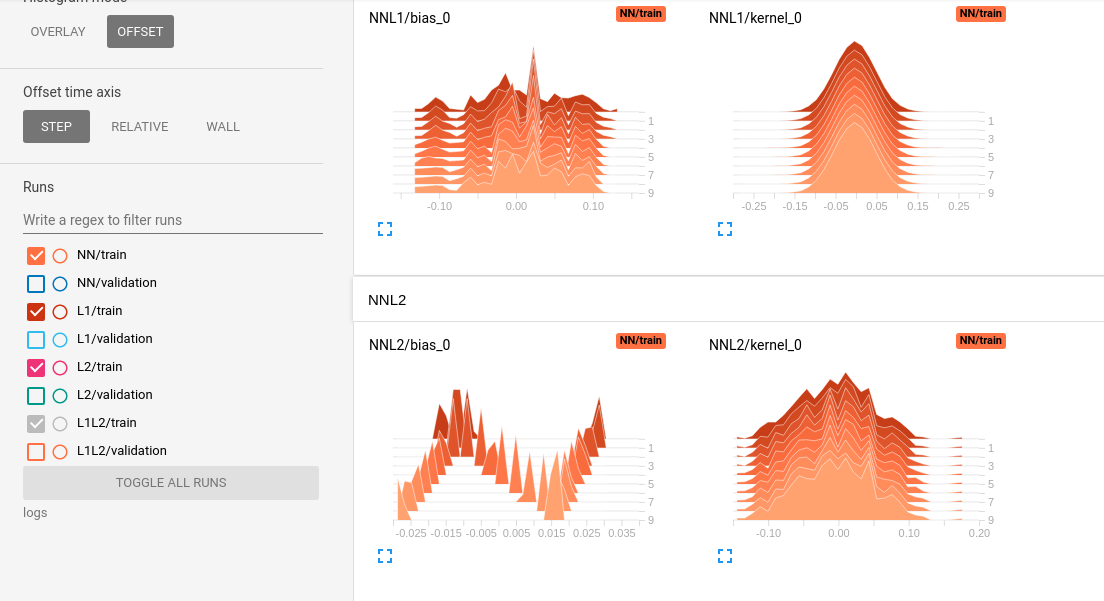 OVERLAY OFFSET
Offset time axis
STEP RELATIVE WALL
Runs
Write a regex to filter runs
NN/train
NN/validation
L1/train
L1/validation
L2/train
L2/validation
L1L2/train
L1L2/validation
TOGGLE ALL RUNS
logs
NNL1/bias_0 NN/train
1
3
5
7
9
-0.10 0.00 0.10
NNL1/kernel_0 NN/train
1
3
5
7
9
-0.25 -0.15 -0.05 0.05 0.15 0.25
NNL2
NNL2/bias_0 NN/train
1
3
5
7
9
-0.025 -0.015 -0.005 0.005 0.015 0.025 0.035
NNL2/kernel_0 NN/train
1
3
5
7
9
-0.10 0.00 0.10 0.20